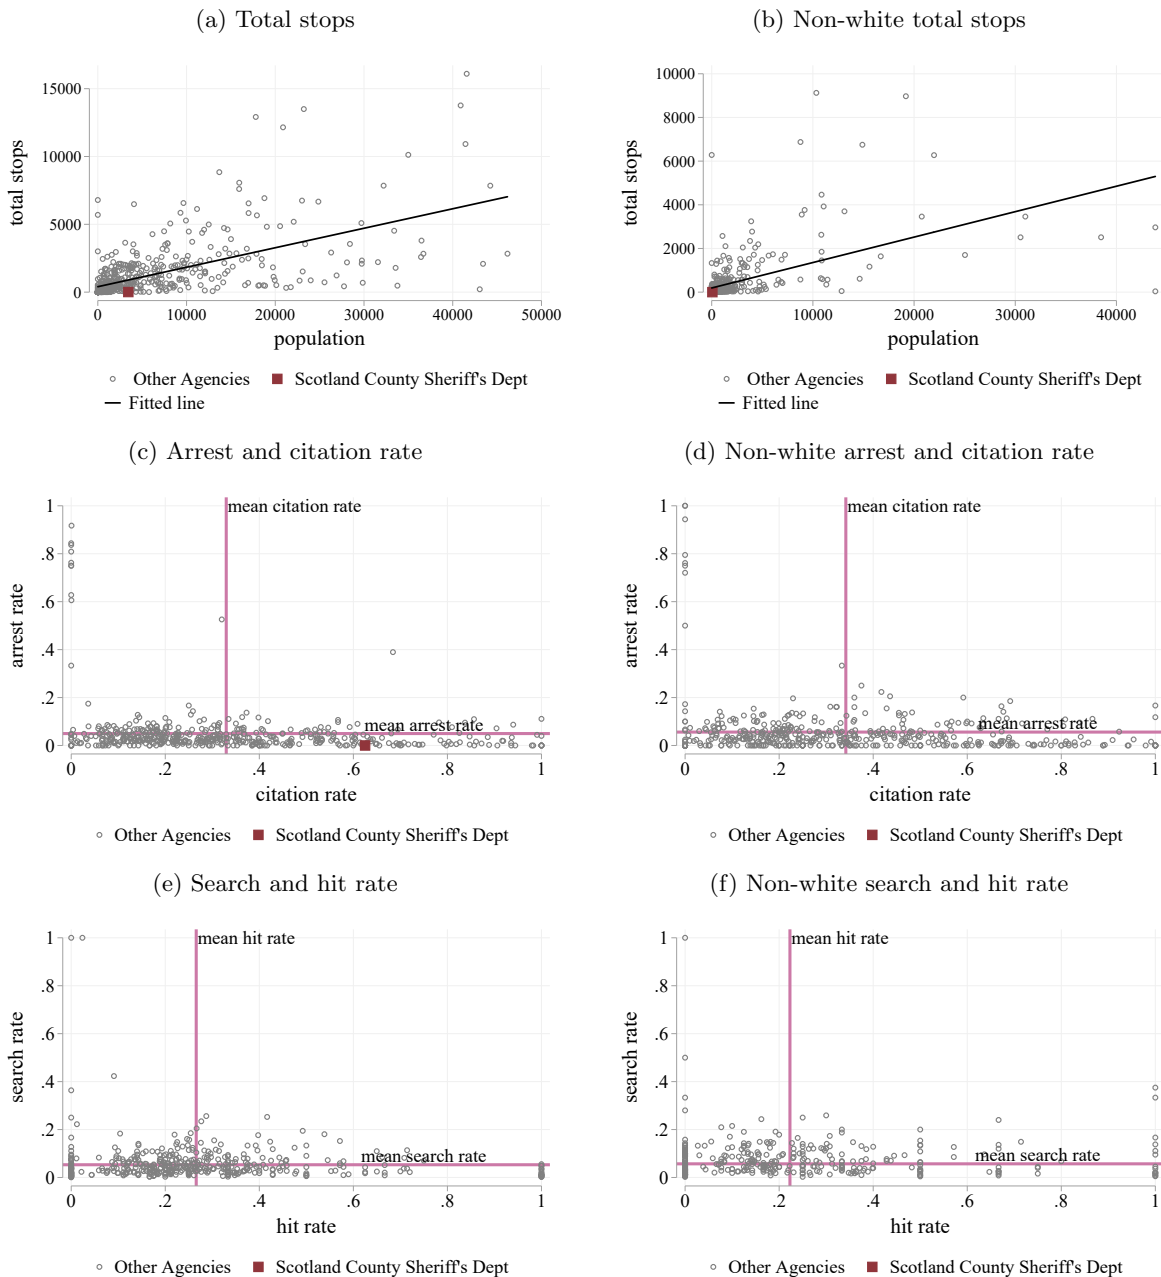 (a) Total stops
(b) Non-white total stops
total stops
15000
10000
5000
0
0 10000 20000 30000 40000 50000
population
Other Agencies Scotland County Sheriff's Dept
Fitted line
total stops
10000
8000
6000
4000
2000
0
0 10000 20000 30000 40000
population
Other Agencies Scotland County Sheriff's Dept
Fitted line
(c) Arrest and citation rate
(d) Non-white arrest and citation rate
arrest rate
1
.8
.6
.4
.2
0
mean citation rate
mean arrest rate
0 .2 .4 .6 .8 1
citation rate
Other Agencies Scotland County Sheriff's Dept
arrest rate
1
.8
.6
.4
.2
0
mean citation rate
mean arrest rate
0 .2 .4 .6 .8 1
citation rate
Other Agencies Scotland County Sheriff's Dept
(e) Search and hit rate
(f) Non-white search and hit rate
search rate
1
.8
.6
.4
.2
0
mean hit rate
mean search rate
0 .2 .4 .6 .8 1
hit rate
Other Agencies Scotland County Sheriff's Dept
search rate
1
.8
.6
.4
.2
0
mean hit rate
mean search rate
0 .2 .4 .6 .8 1
hit rate
Other Agencies Scotland County Sheriff's Dept